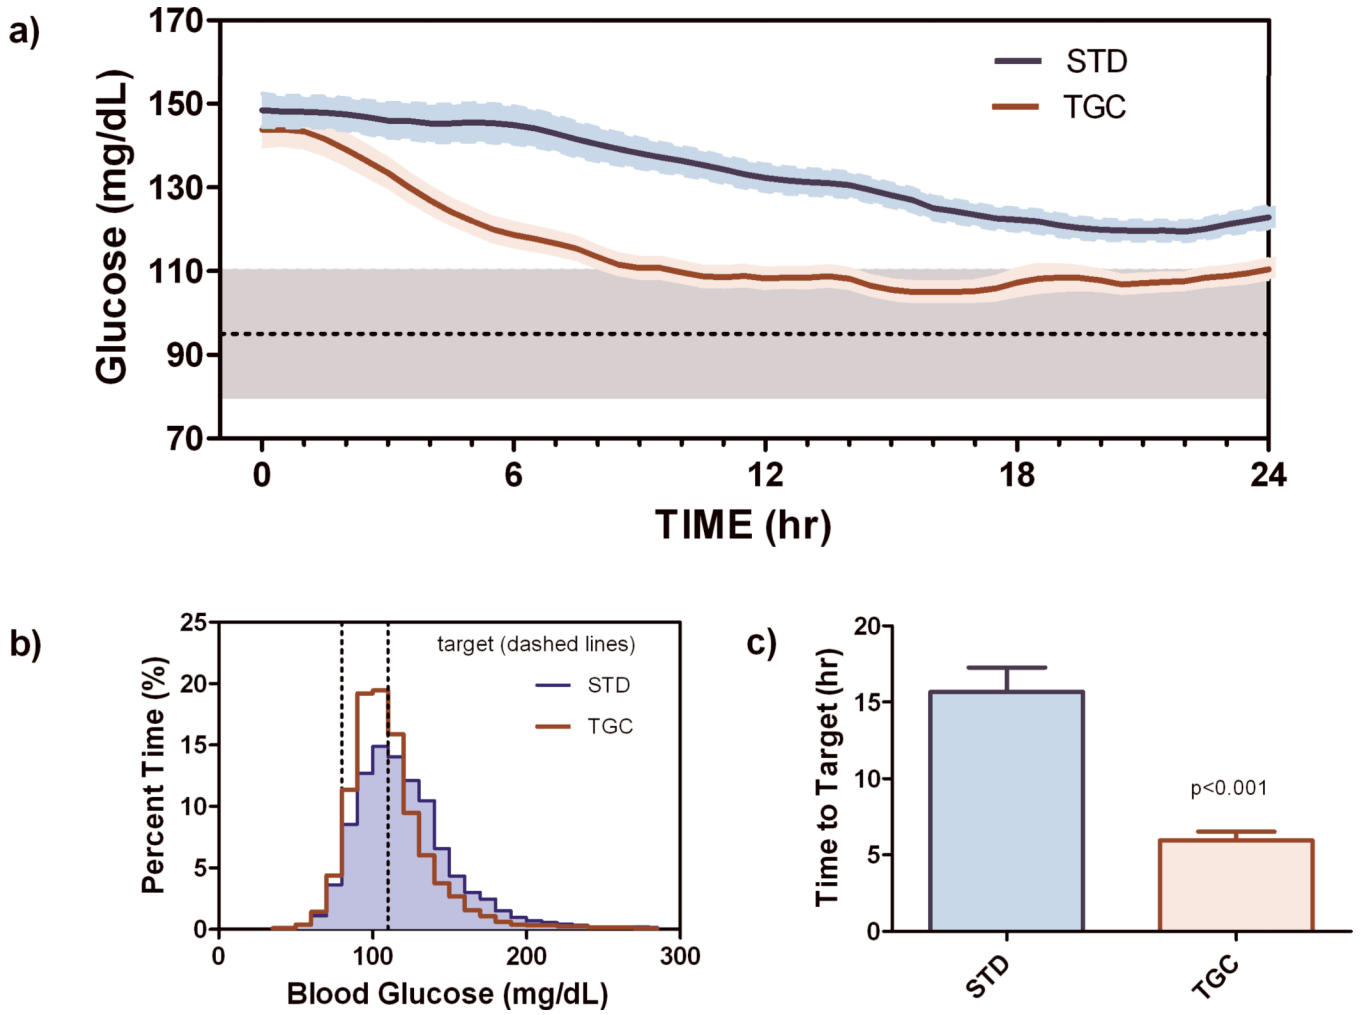 a)
Glucose (mg/dL)
170
150
130
110
90
70
STD
TGC
0 6 12 18 24
TIME (hr)
b)
Percent Time (%)
25
20
15
10
5
0
target (dashed lines)
STD
TGC
0 100 200 300
Blood Glucose (mg/dL)
c)
Time to Target (hr)
20
15
10
5
0
p<0.001
STD TGC